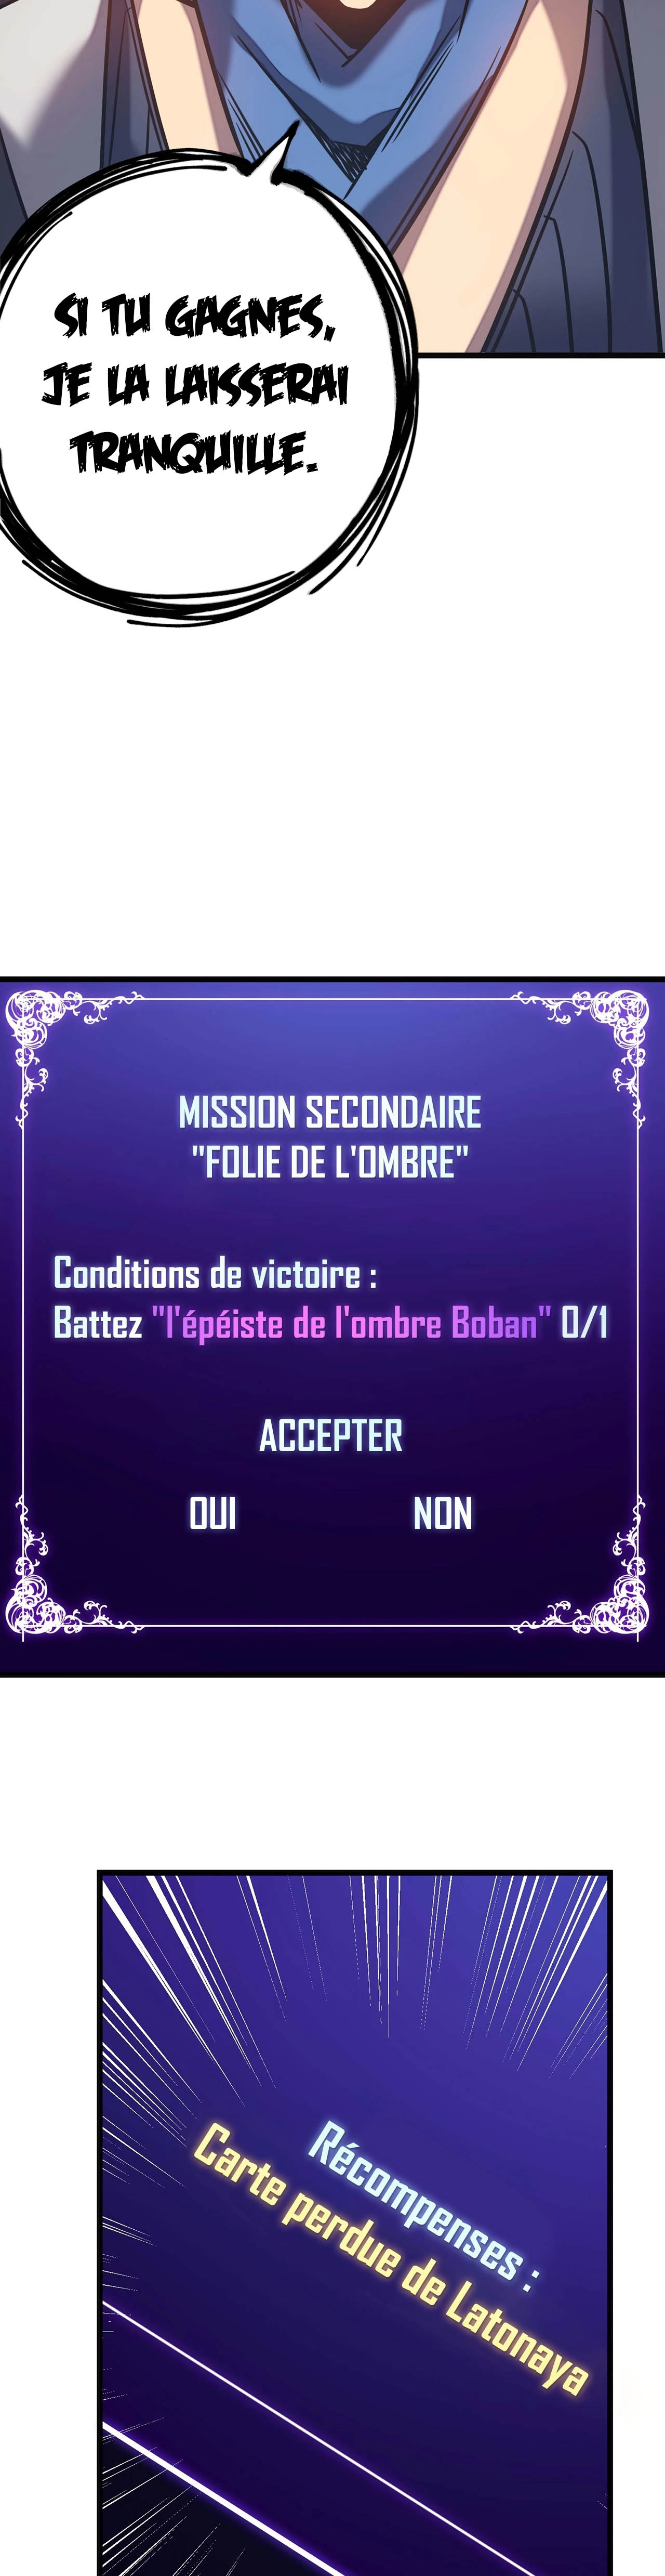 SI TU GAGNES,
JE LA LAISSERAI
TRANQUILLE.
MISSION SECONDAIRE
"FOLIE DE L'OMBRE"
Conditions de victoire :
Battez "l'épéiste de l'ombre Boban" 0/1
ACCEPTER
OUI NON
Récompenses :
Carte perdue de Latonaya